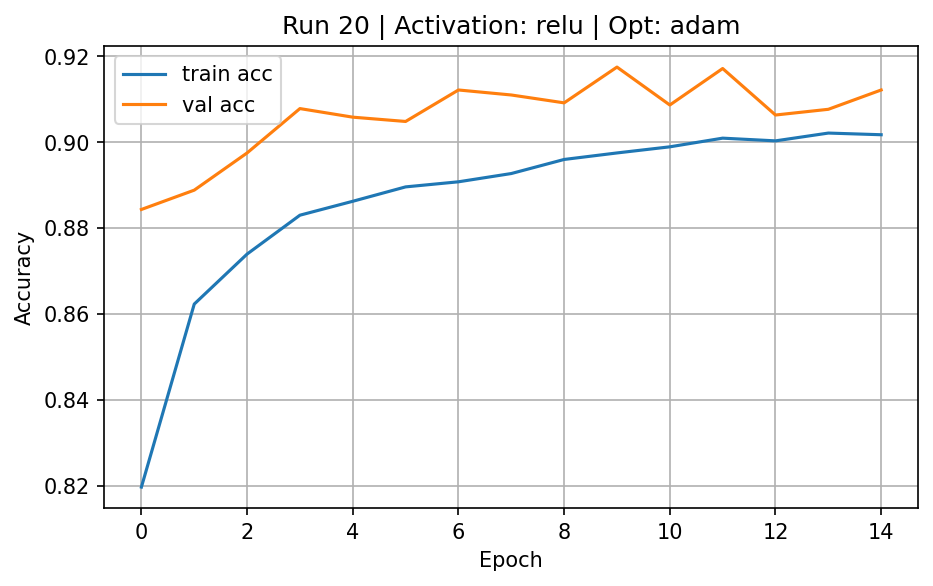 Run 20 | Activation: relu | Opt: adam
train acc
val acc
0.92
0.90
0.88
0.86
0.84
0.82
Accuracy
0 2 4 6 8 10 12 14
Epoch